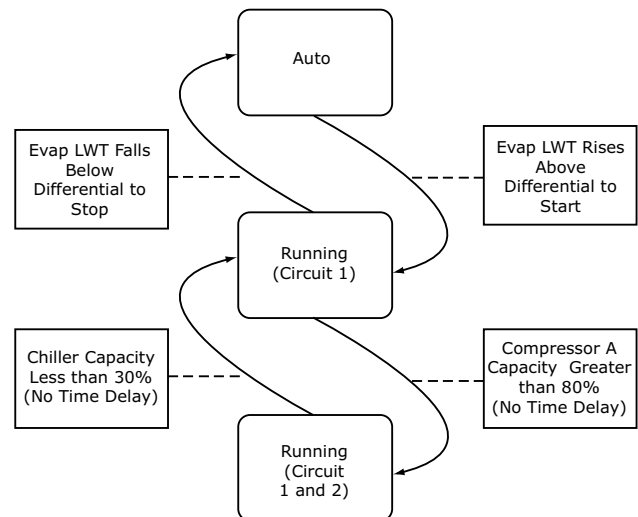 Auto
Evap LWT Falls
Below
Differential to
Stop
Evap LWT Rises
Above
Differential to
Start
Running
(Circuit 1)
Chiller Capacity
Less than 30%
(No Time Delay)
Compressor A
Capacity Greater
than 80%
(No Time Delay)
Running
(Circuit
1 and 2)